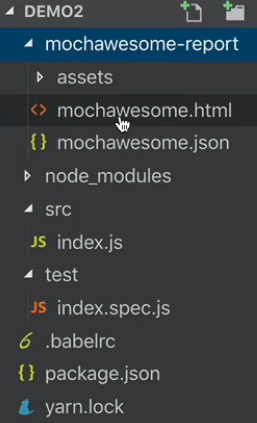 DEMO2
mochawesome-report
assets
mochawesome.html
mochawesome.json
node_modules
src
JS index.js
test
JS index.spec.js
.babelrc
package.json
yarn.lock